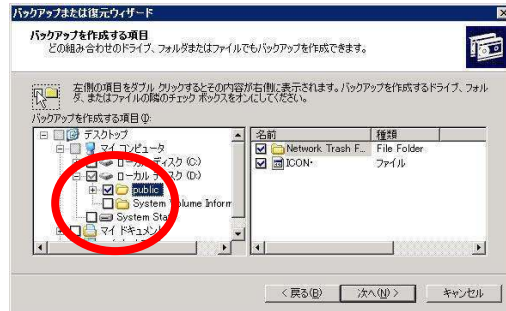 バックアップまたは復元ウィザード
バックアップを作成する項目
どの組み合わせのドライブ、フォルダまたはファイルでもバックアップを作成できます。
左側の項目をダブル クリックするとその内容が右側に表示されます。バックアップを作成するドライブ、フォル
ダ、またはファイルの隣のチェック ボックスをオンにしてください。
バックアップを作成する項目(I):
デスクトップ
マイ コンピュータ
ローカル ディスク (C:)
ローカル ディスク (D:)
public
System Volume Inform
System Sta
マイ ドキュメント
名前 種類
Network Trash F... File Folder
ICON・ ファイル
< 戻る(B) 次へ(N) > キャンセル